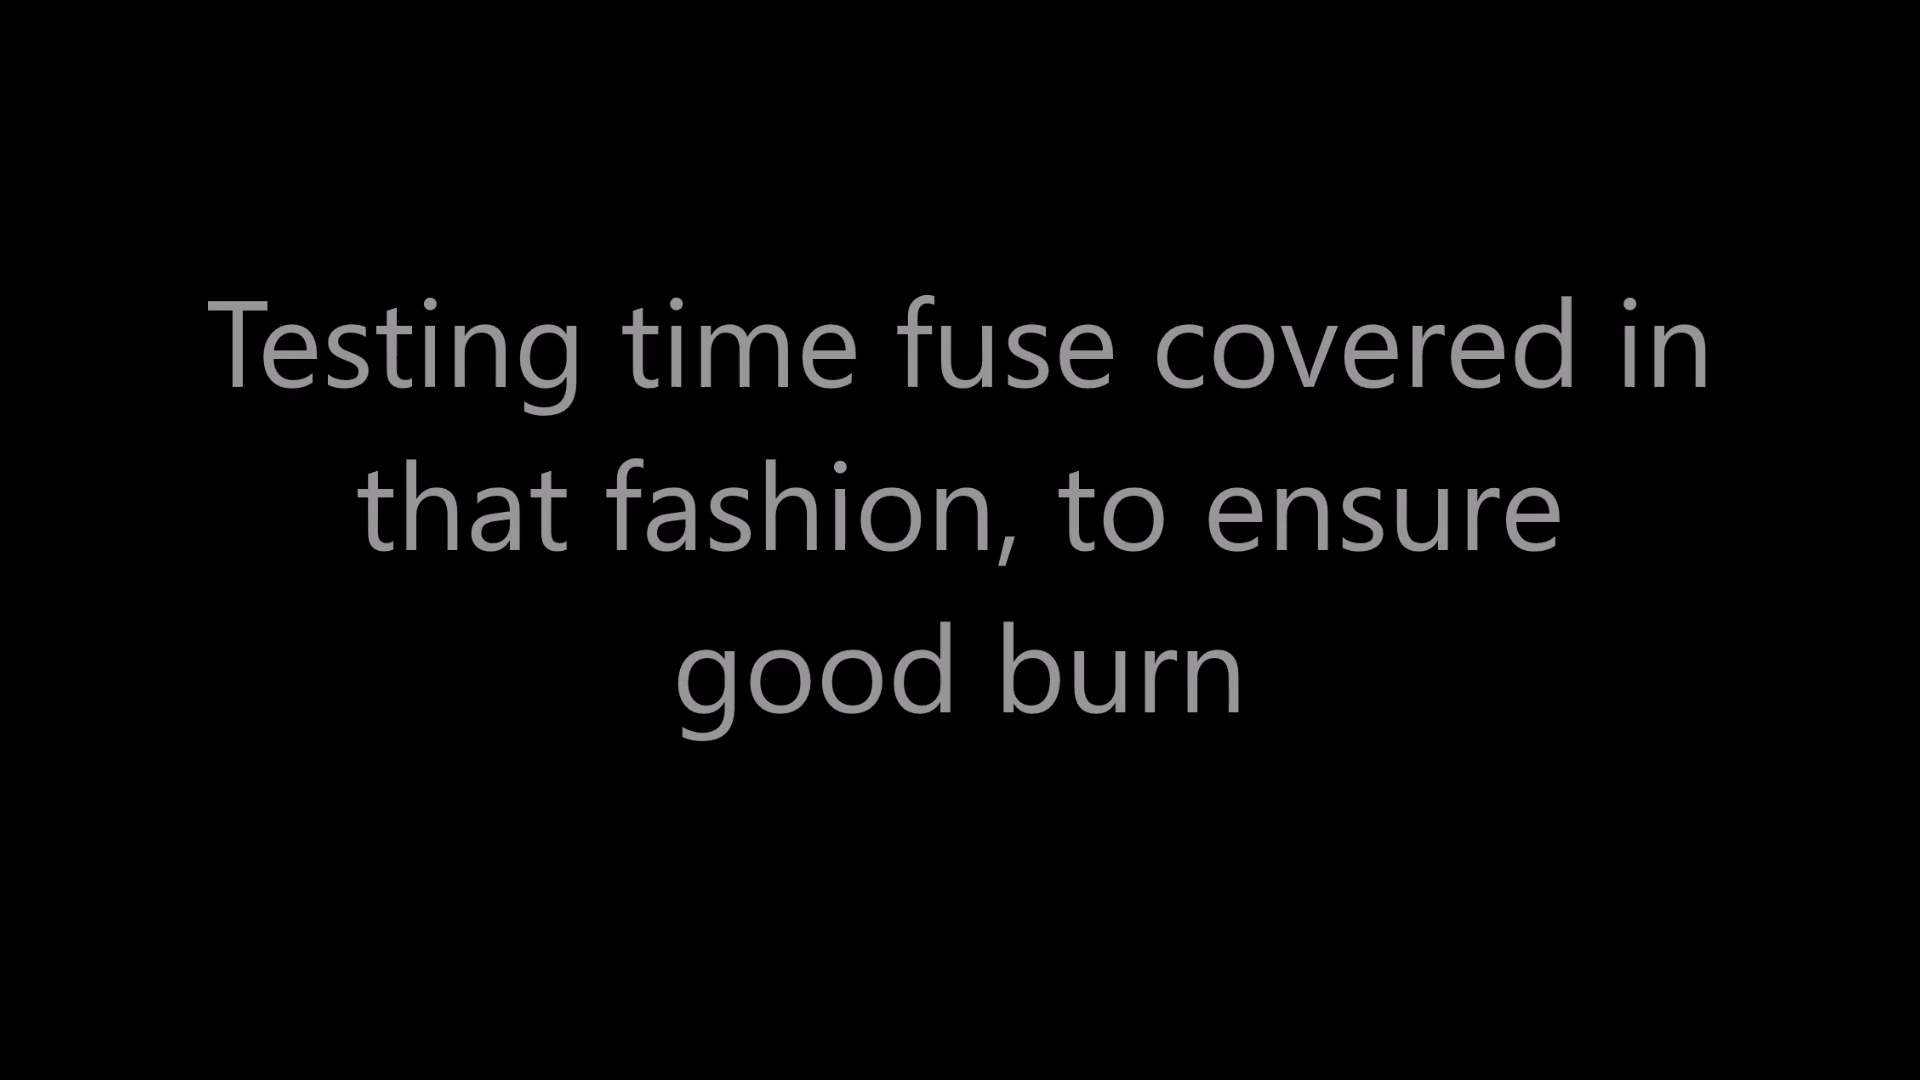 Testing time fuse covered in
that fashion, to ensure
good burn